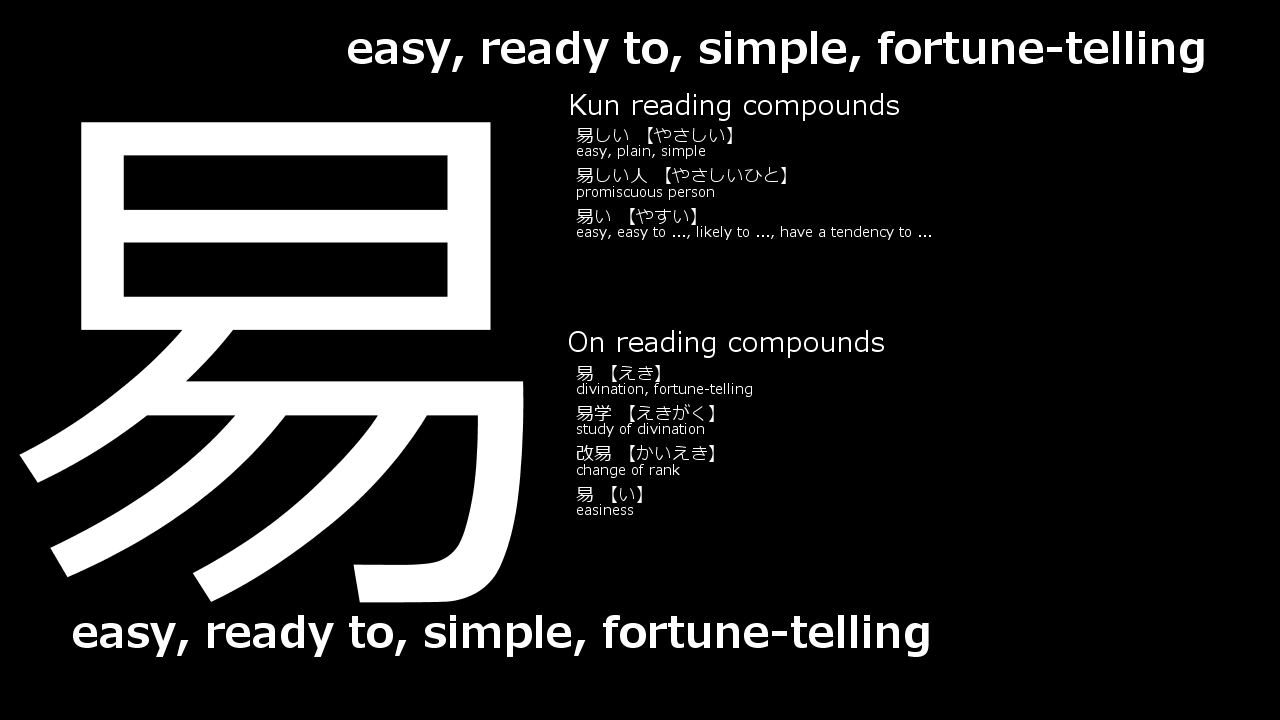 easy, ready to, simple, fortune-telling
易
Kun reading compounds
易しい 【やさしい】
easy, plain, simple
易しい人 【やさしいひと】
promiscuous person
易い 【やすい】
easy, easy to ..., likely to ..., have a tendency to ...
On reading compounds
易 【えき】
divination, fortune-telling
易学 【えきがく】
study of divination
改易 【かいえき】
change of rank
易 【い】
easiness
easy, ready to, simple, fortune-telling